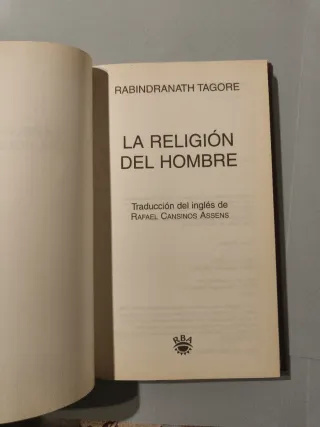 RABINDRANATH TAGORE
LA RELIGIÓN
DEL HOMBRE
Traducción del inglés de
RAFAEL CANSINOS ASSENS
RBA